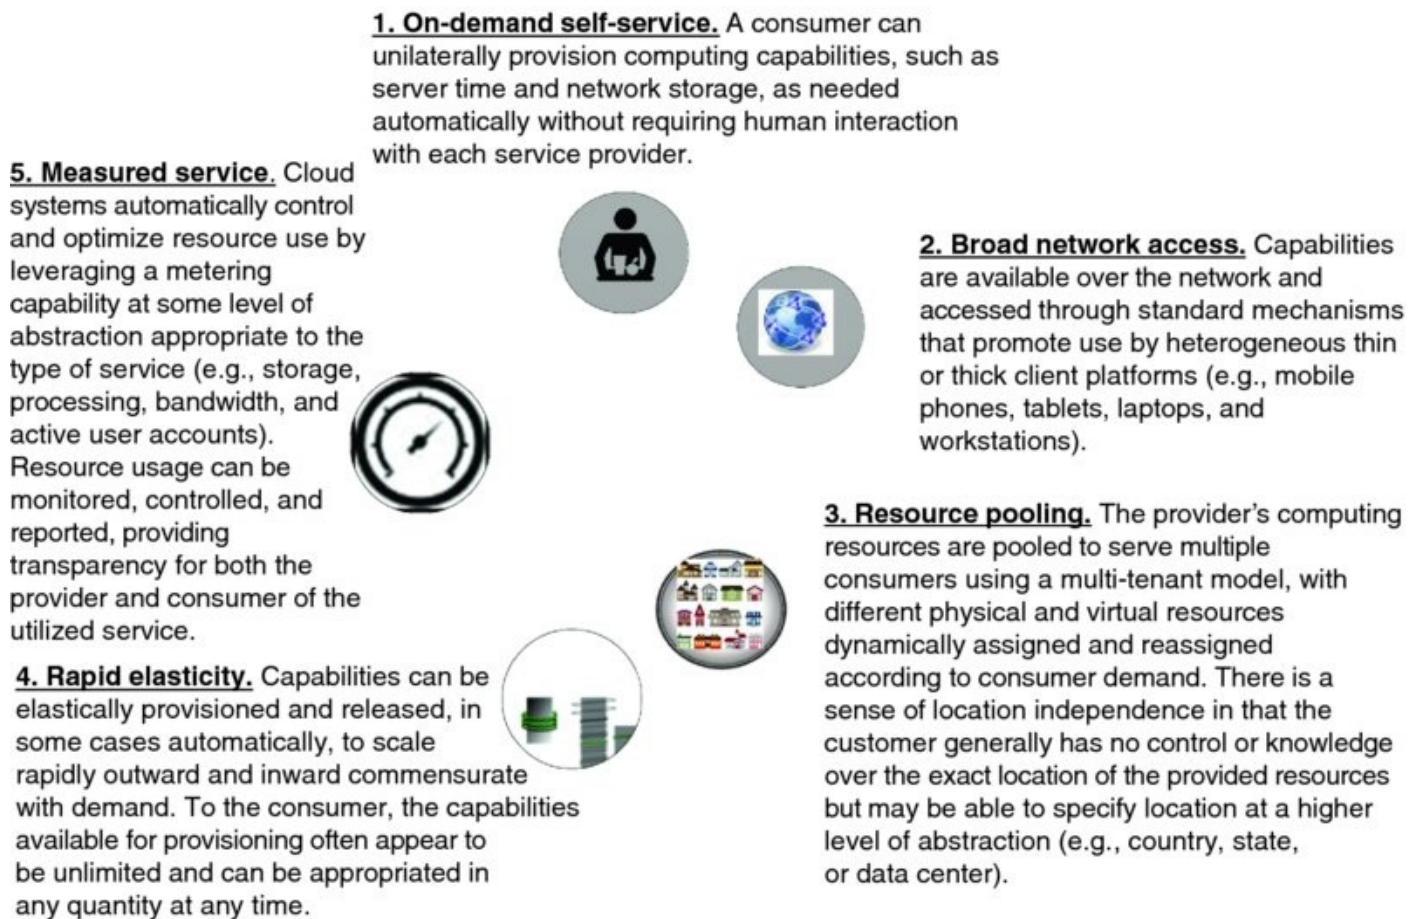 1. On-demand self-service. A consumer can
unilaterally provision computing capabilities, such as
server time and network storage, as needed
automatically without requiring human interaction
with each service provider.
2. Broad network access. Capabilities
are available over the network and
accessed through standard mechanisms
that promote use by heterogeneous thin
or thick client platforms (e.g., mobile
phones, tablets, laptops, and
workstations).
3. Resource pooling. The provider’s computing
resources are pooled to serve multiple
consumers using a multi-tenant model, with
different physical and virtual resources
dynamically assigned and reassigned
according to consumer demand. There is a
sense of location independence in that the
customer generally has no control or knowledge
over the exact location of the provided resources
but may be able to specify location at a higher
level of abstraction (e.g., country, state,
or data center).
4. Rapid elasticity. Capabilities can be
elastically provisioned and released, in
some cases automatically, to scale
rapidly outward and inward commensurate
with demand. To the consumer, the capabilities
available for provisioning often appear to
be unlimited and can be appropriated in
any quantity at any time.
5. Measured service. Cloud
systems automatically control
and optimize resource use by
leveraging a metering
capability at some level of
abstraction appropriate to the
type of service (e.g., storage,
processing, bandwidth, and
active user accounts).
Resource usage can be
monitored, controlled, and
reported, providing
transparency for both the
provider and consumer of the
utilized service.